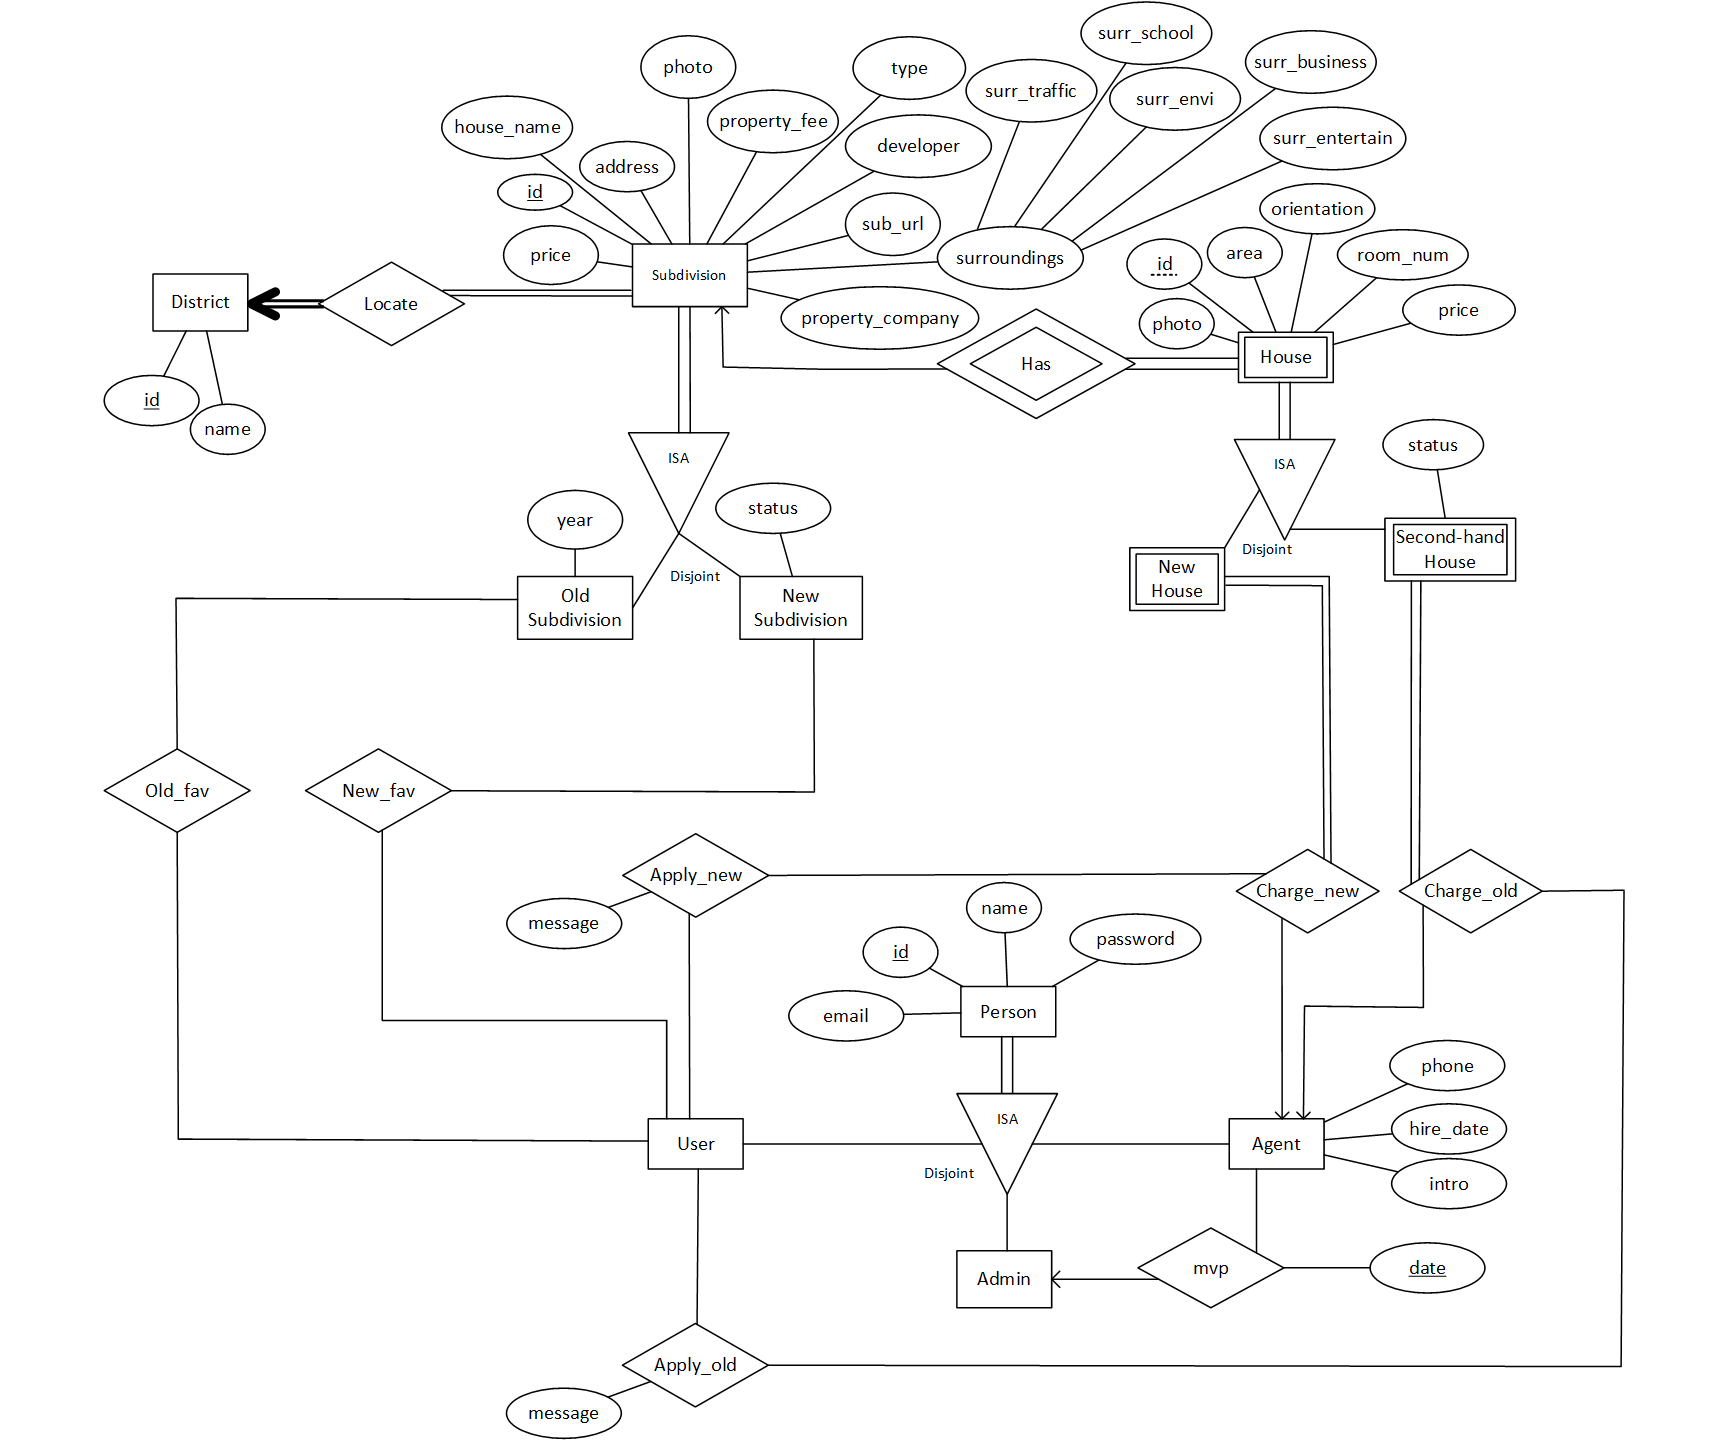 surr_school
photo
type
surr_business
surr_traffic
surr_envi
house_name
property_fee
surr_entertain
developer
address
id
orientation
sub_url
price
Subdivision
surroundings
id
area
room_num
District
Locate
property_company
photo
price
House
Has
id
name
ISA
status
ISA
year
status
Second-hand
House
Disjoint
New
House
Disjoint
Old
Subdivision
New
Subdivision
Old_fav
New_fav
Apply_new
Charge_new
Charge_old
message
name
id
password
Person
email
phone
ISA
hire_date
User
Agent
Disjoint
intro
Admin
mvp
date
Apply_old
message